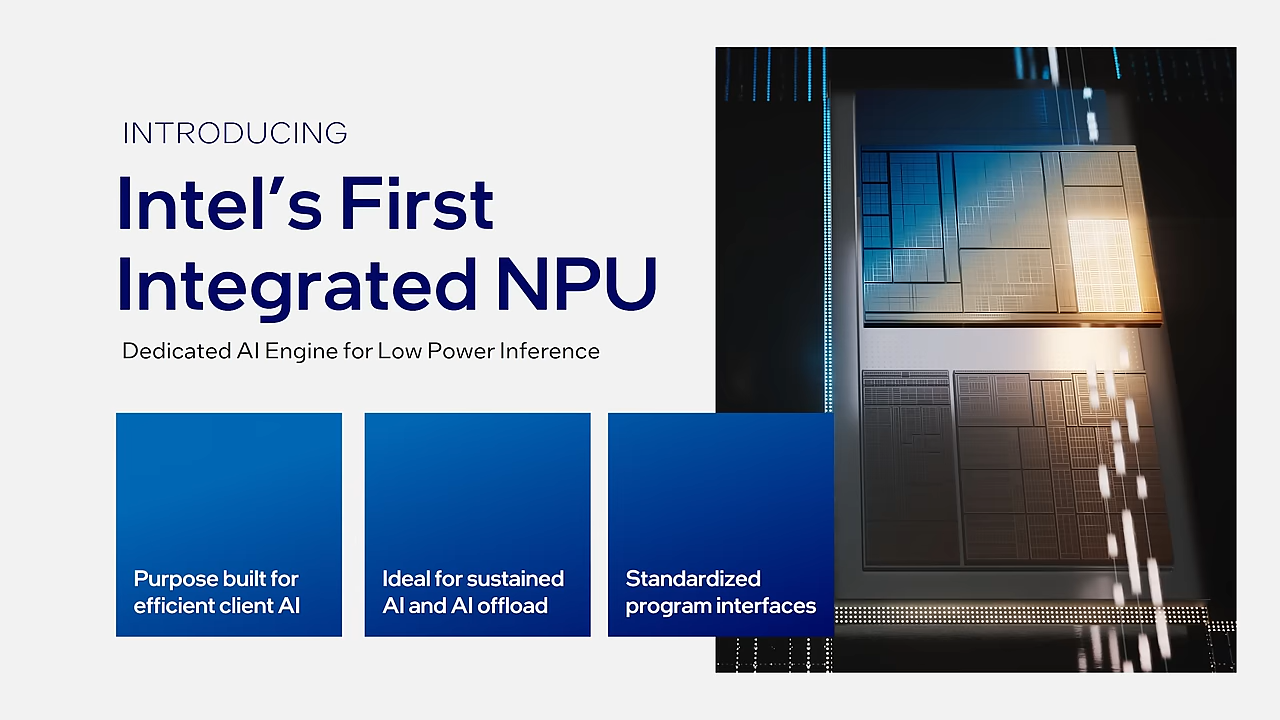 INTRODUCING
Intel’s First
Integrated NPU
Dedicated AI Engine for Low Power Inference
Purpose built for
efficient client AI
Ideal for sustained
AI and AI offload
Standardized
program interfaces